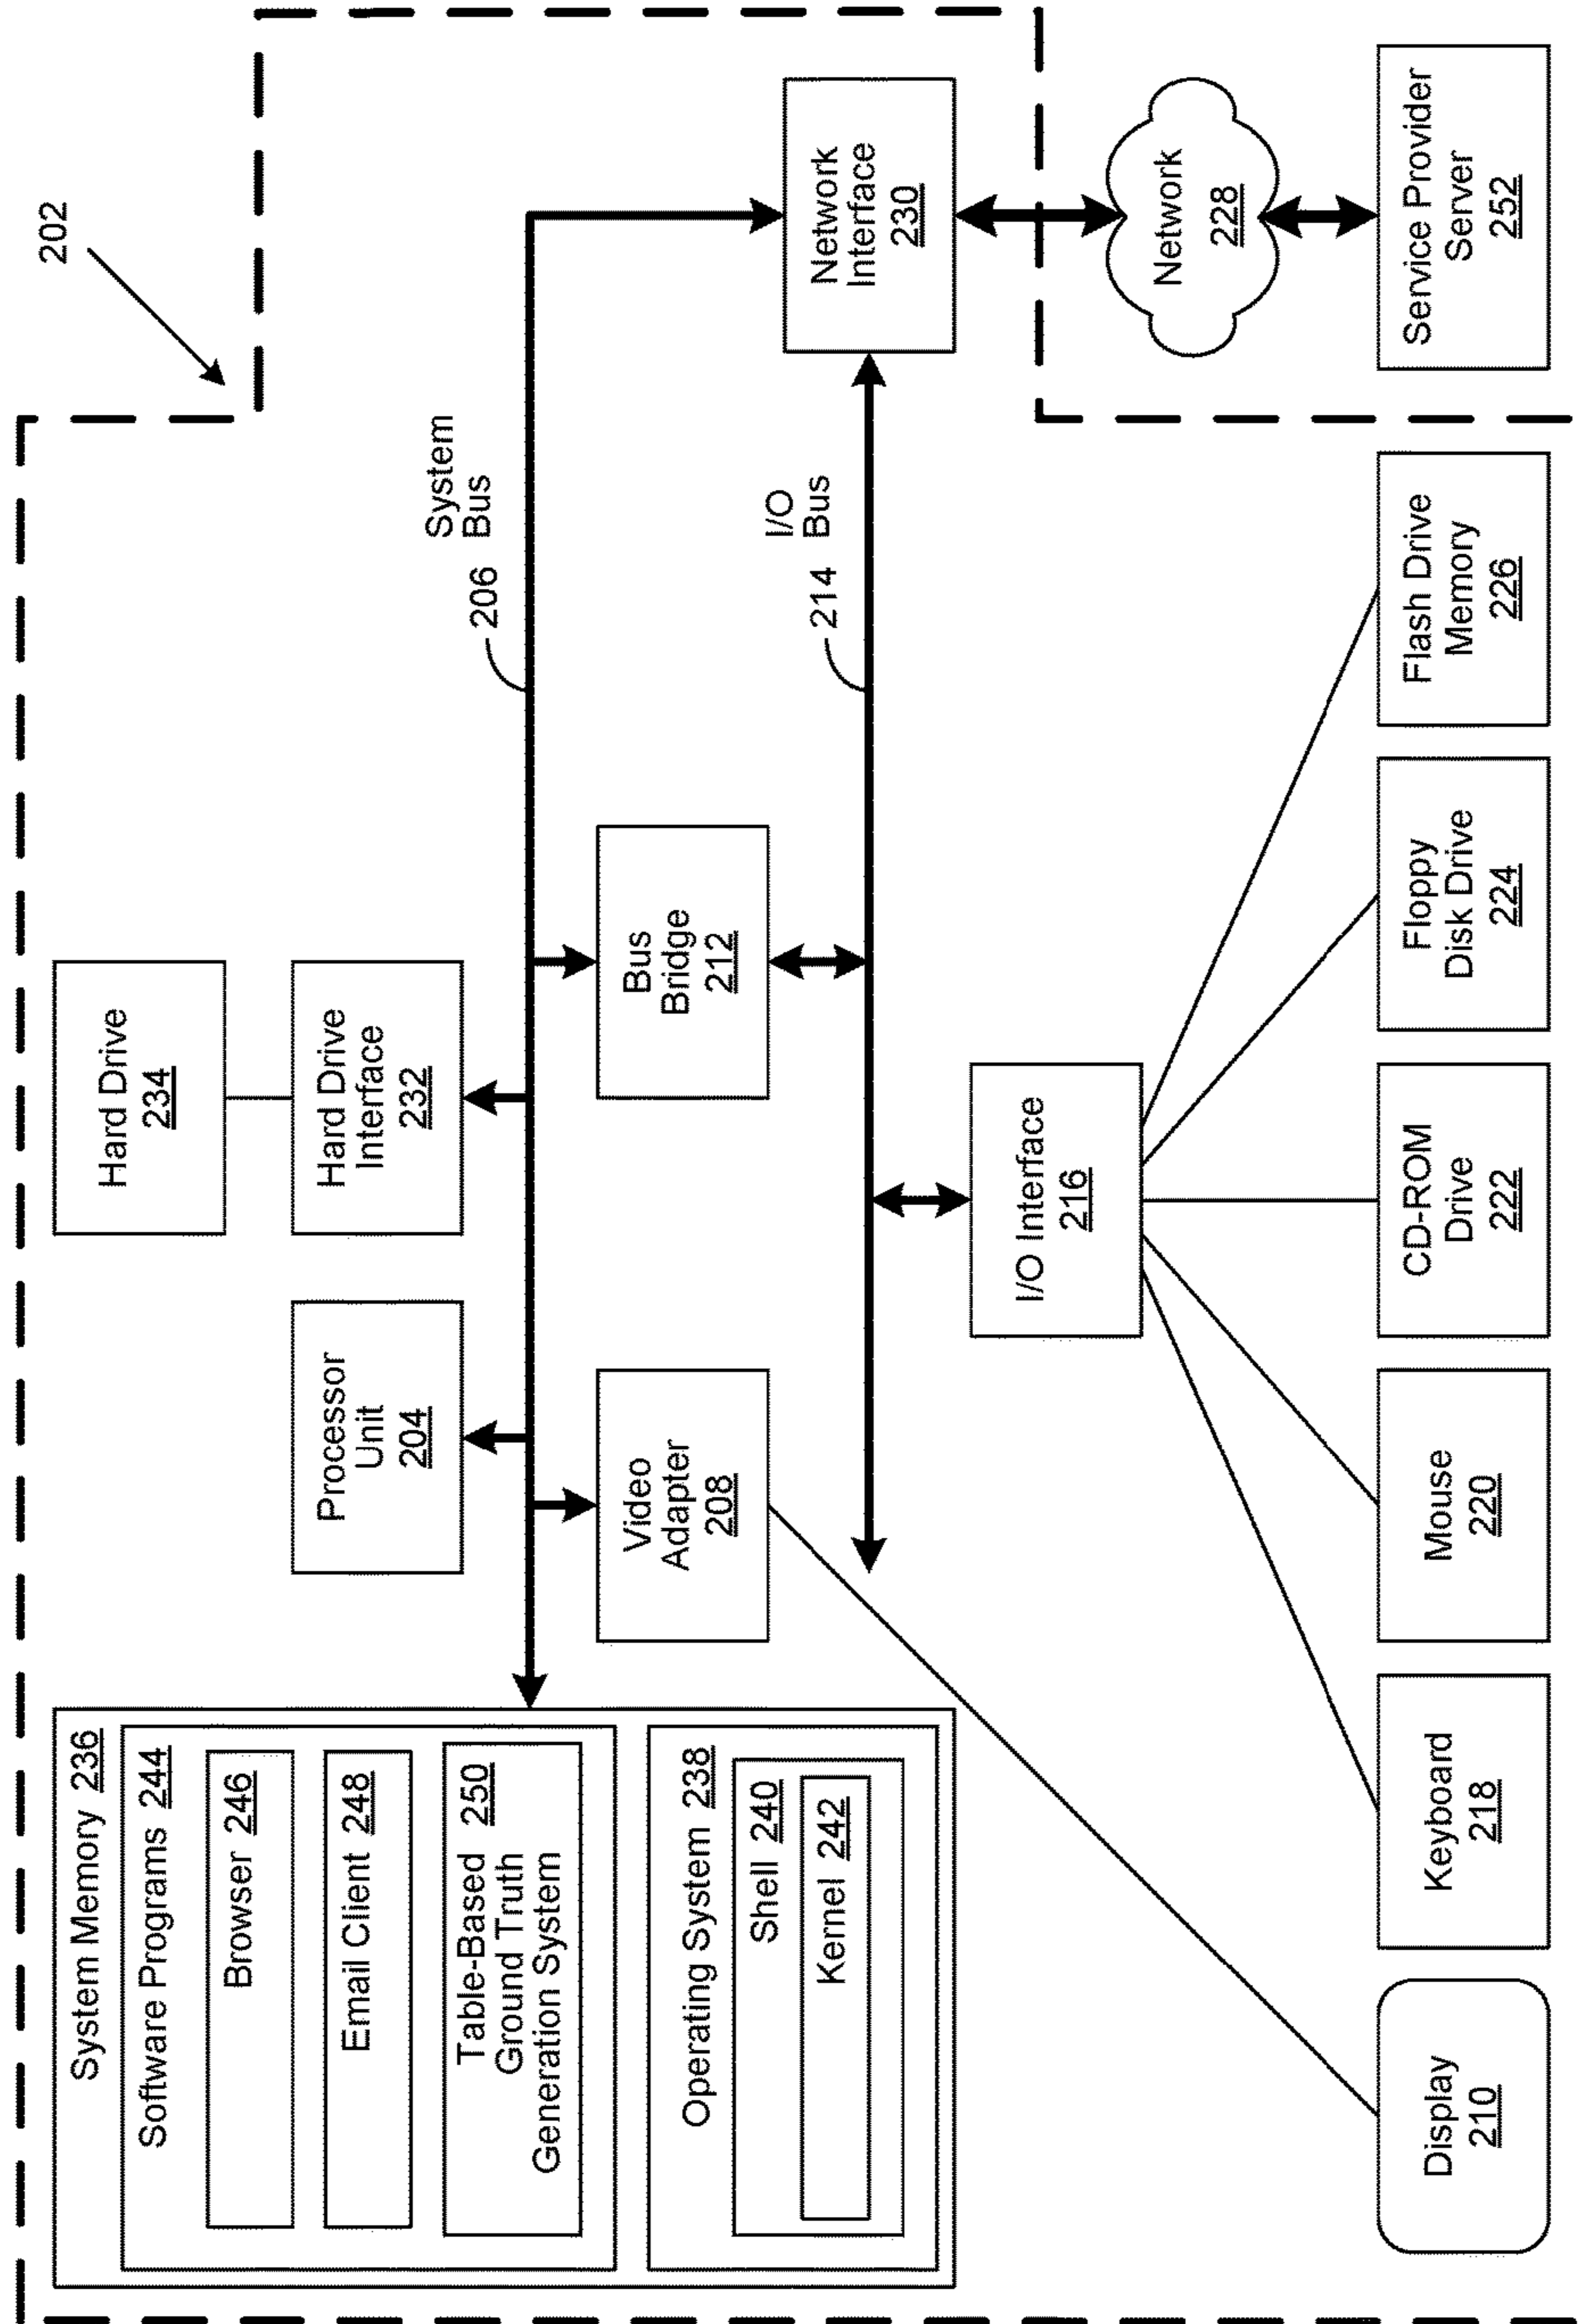 202
System Memory 236
Software Programs 244
Browser 246
Email Client 248
Table-Based 250
Ground Truth
Generation System
Operating System 238
Shell 240
Kernel 242
Processor
Unit
204
Hard Drive
234
Hard Drive
Interface
232
System
Bus
206
Video
Adapter
208
Bus
Bridge
212
I/O
Bus
214
Network
Interface
230
I/O Interface
216
Network
228
Display
210
Keyboard
218
Mouse
220
CD-ROM
Drive
222
Floppy
Disk Drive
224
Flash Drive
Memory
226
Service Provider
Server
252